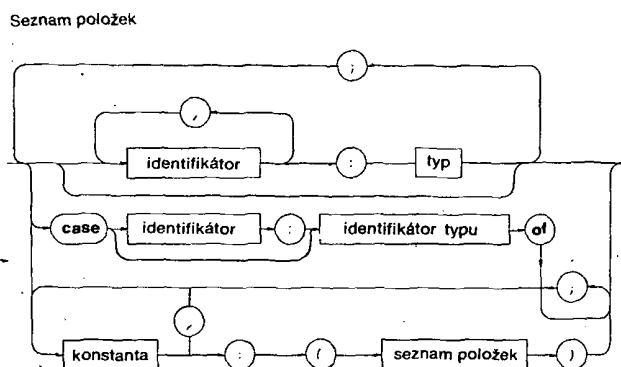 Seznam položek
;
,
identifikátor : typ
case identifikátor : identifikátor typu of
;
,
konstanta : ( seznam položek )